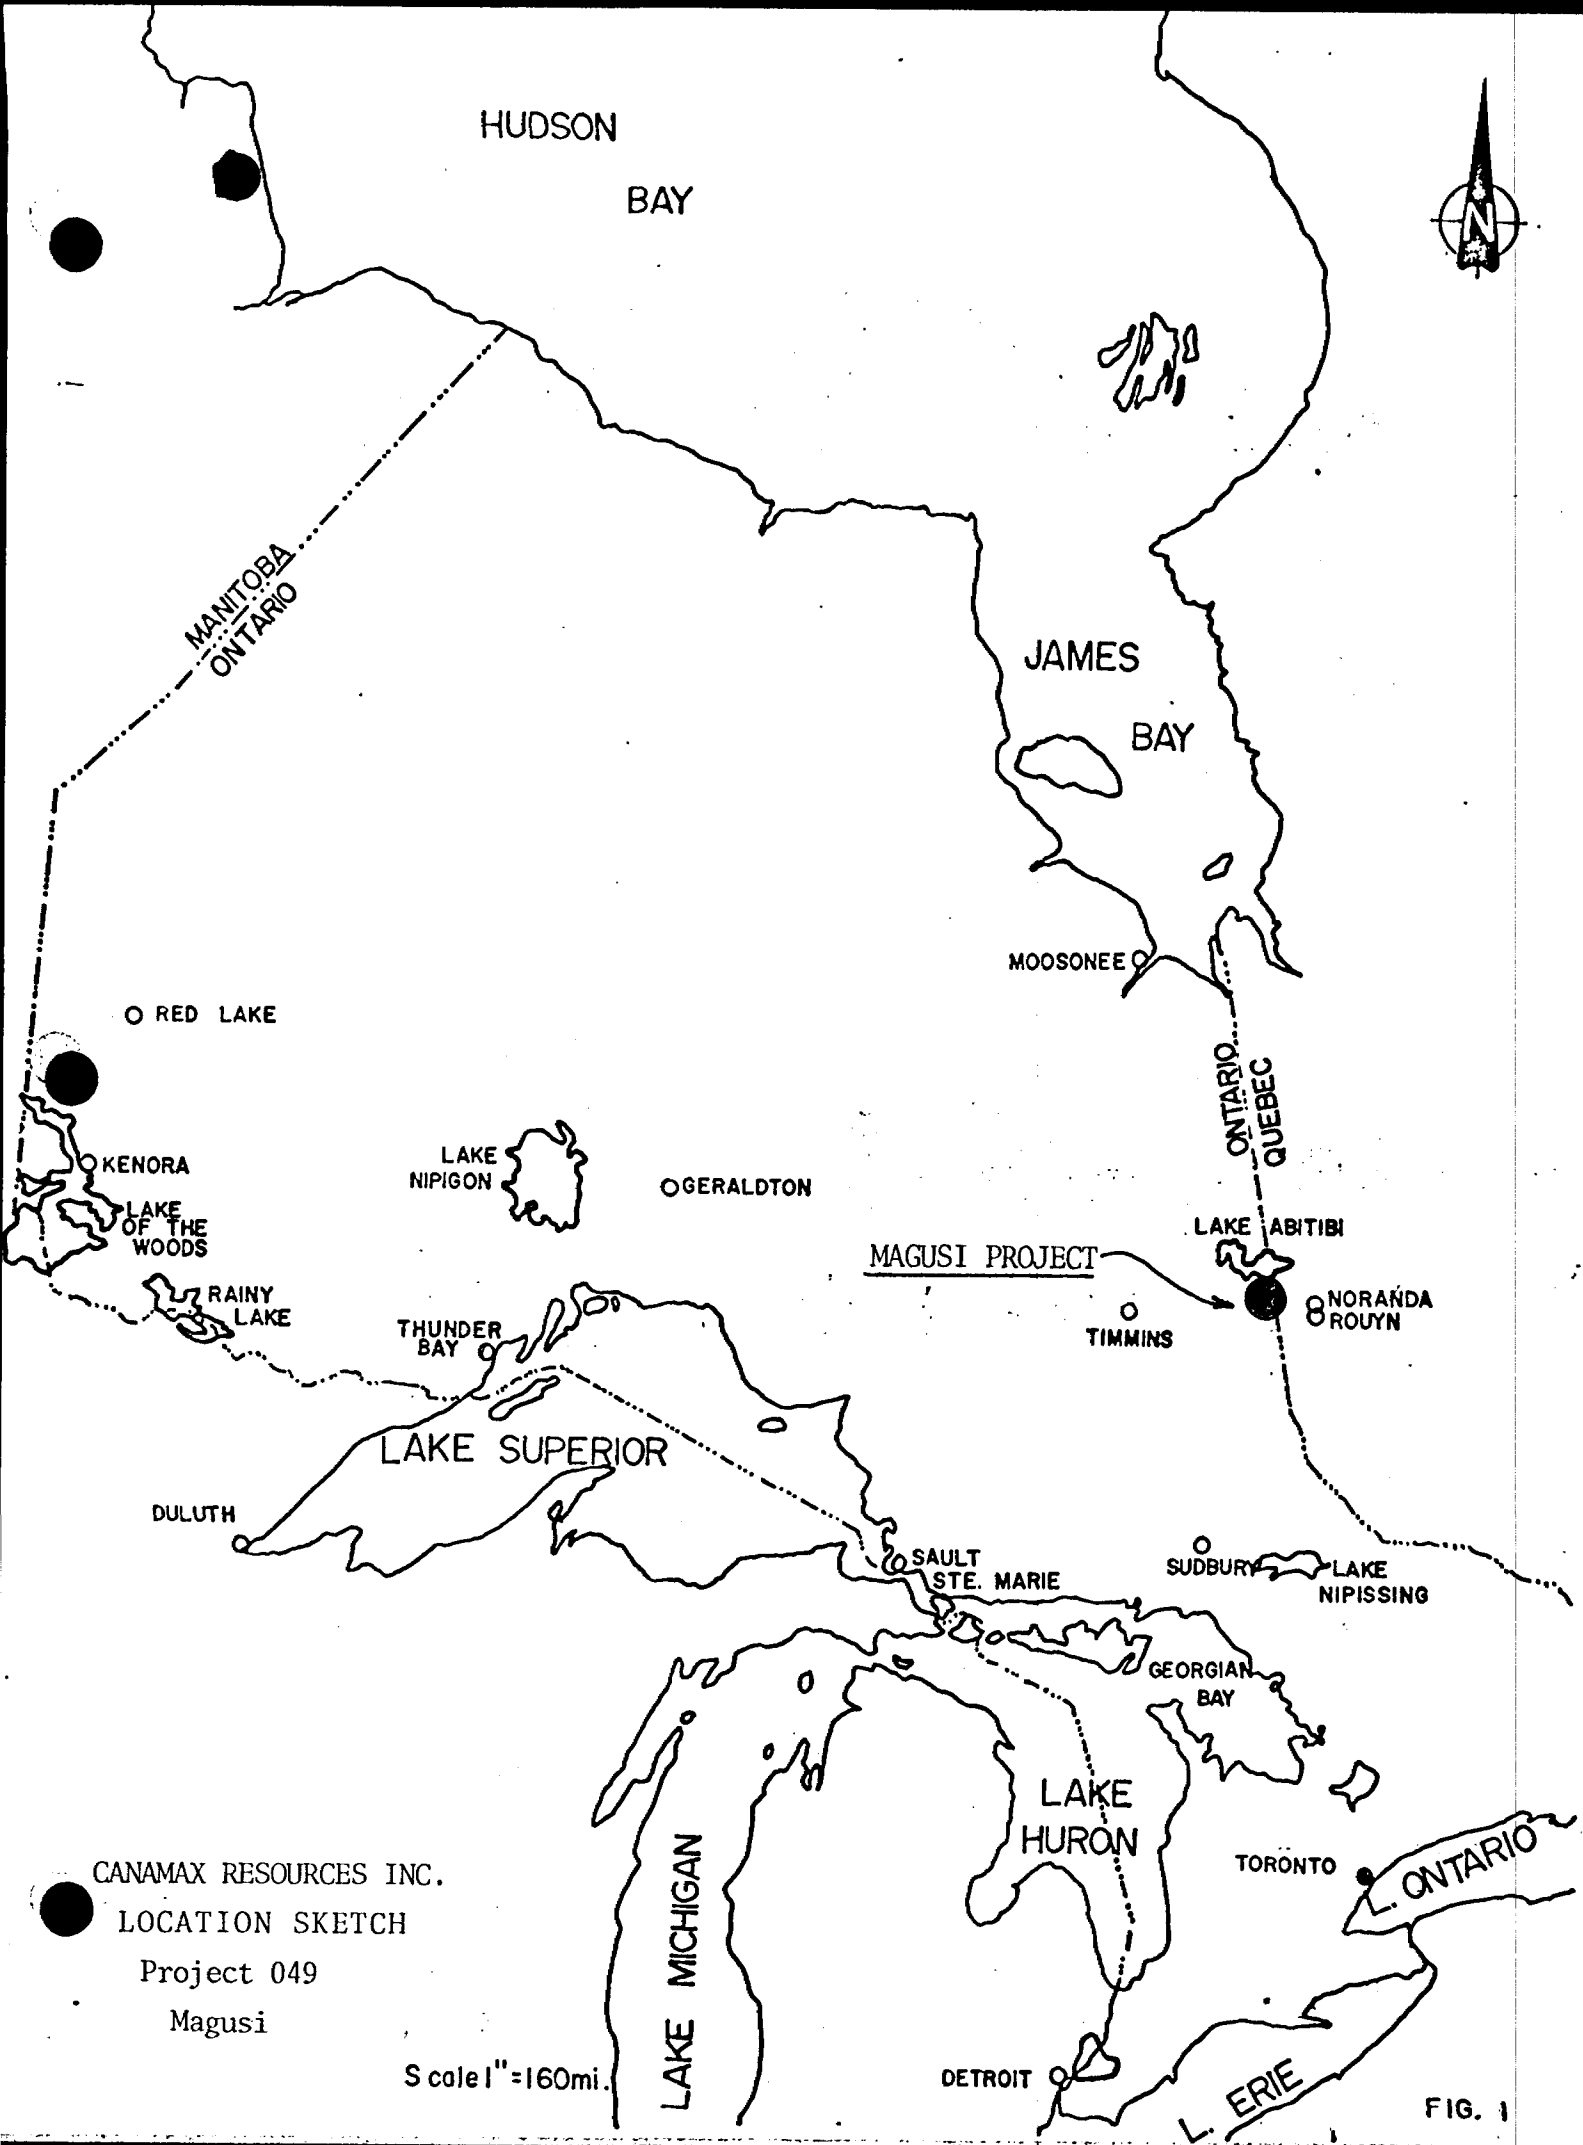 HUDSON
BAY
N
MANITOBA
ONTARIO
JAMES
BAY
MOOSONEE
RED LAKE
ONTARIO
QUEBEC
KENORA
LAKE
OF THE
WOODS
LAKE
NIPIGON
GERALDTON
LAKE ABITIBI
MAGUSI PROJECT
RAINY
LAKE
THUNDER
BAY
TIMMINS
NORANDA
ROUYN
LAKE SUPERIOR
DULUTH
SAULT
STE. MARIE
SUDBURY
LAKE
NIPISSING
GEORGIAN
BAY
LAKE
HURON
LAKE MICHIGAN
TORONTO
L. ONTARIO
CANAMAX RESOURCES INC.
LOCATION SKETCH
Project 049
Magusi
Scale 1"=160mi.
DETROIT
L. ERIE
FIG. 1